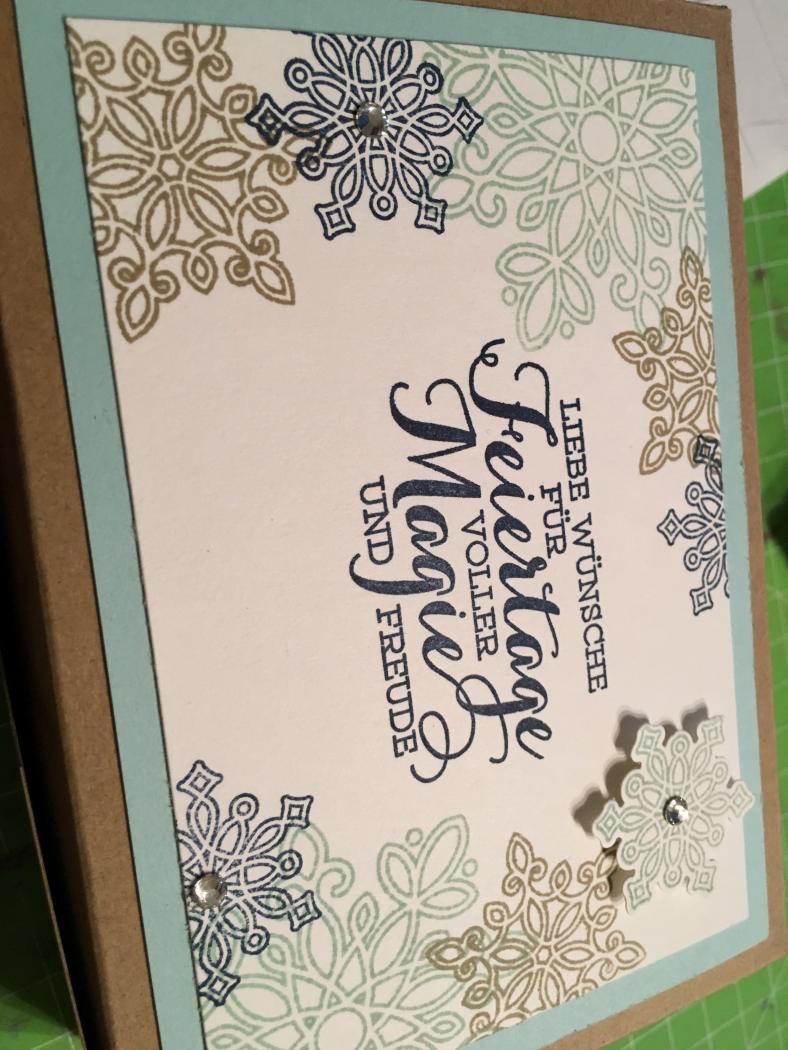 LIEBE WÜNSCHE
FÜR
Feiertage
VOLLER
Magie
UND FREUDE